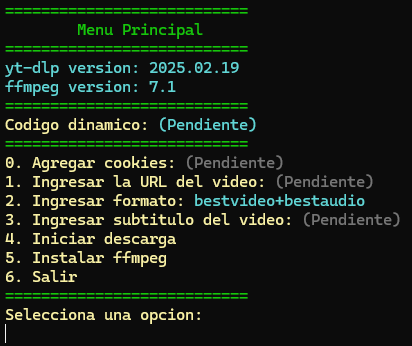 ===========================
Menu Principal
===========================
yt-dlp version: 2025.02.19
ffmpeg version: 7.1
===========================
Codigo dinamico: (Pendiente)
===========================
0. Agregar cookies: (Pendiente)
1. Ingresar la URL del video: (Pendiente)
2. Ingresar formato: bestvideo+bestaudio
3. Ingresar subtitulo del video: (Pendiente)
4. Iniciar descarga
5. Instalar ffmpeg
6. Salir
===========================
Selecciona una opcion: